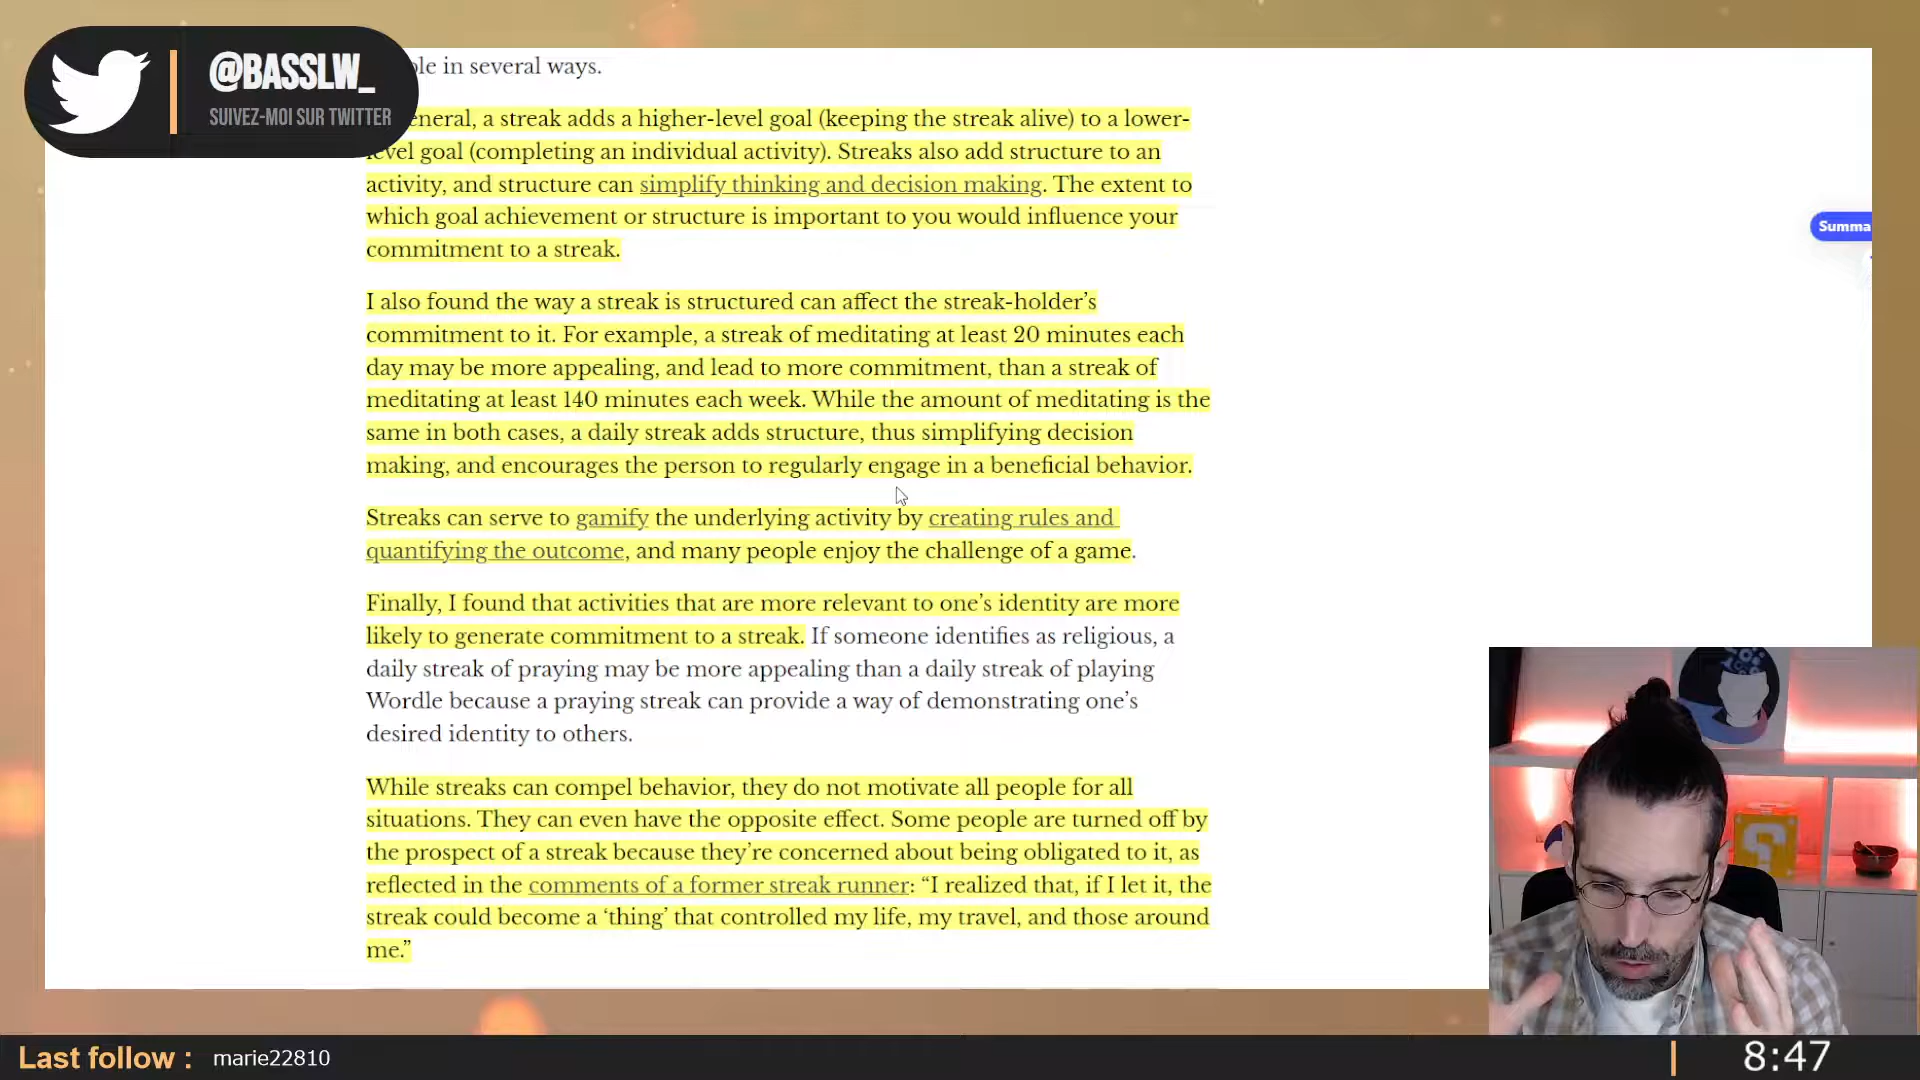 @BASSLW_
SUIVEZ-MOI SUR TWITTER
in several ways.
a streak adds a higher-level goal (keeping the streak alive) to a lower-
level goal (completing an individual activity). Streaks also add structure to an
activity, and structure can simplify thinking and decision making. The extent to
which goal achievement or structure is important to you would influence your
commitment to a streak.
I also found the way a streak is structured can affect the streak-holder’s
commitment to it. For example, a streak of meditating at least 20 minutes each
day may be more appealing, and lead to more commitment, than a streak of
meditating at least 140 minutes each week. While the amount of meditating is the
same in both cases, a daily streak adds structure, thus simplifying decision
making, and encourages the person to regularly engage in a beneficial behavior.
Streaks can serve to gamify the underlying activity by creating rules and
quantifying the outcome, and many people enjoy the challenge of a game.
Finally, I found that activities that are more relevant to one’s identity are more
likely to generate commitment to a streak. If someone identifies as religious, a
daily streak of praying may be more appealing than a daily streak of playing
Wordle because a praying streak can provide a way of demonstrating one’s
desired identity to others.
While streaks can compel behavior, they do not motivate all people for all
situations. They can even have the opposite effect. Some people are turned off by
the prospect of a streak because they’re concerned about being obligated to it, as
reflected in the comments of a former streak runner: “I realized that, if I let it, the
streak could become a ‘thing’ that controlled my life, my travel, and those around
me.”
Summa
Last follow : marie22810
8:47